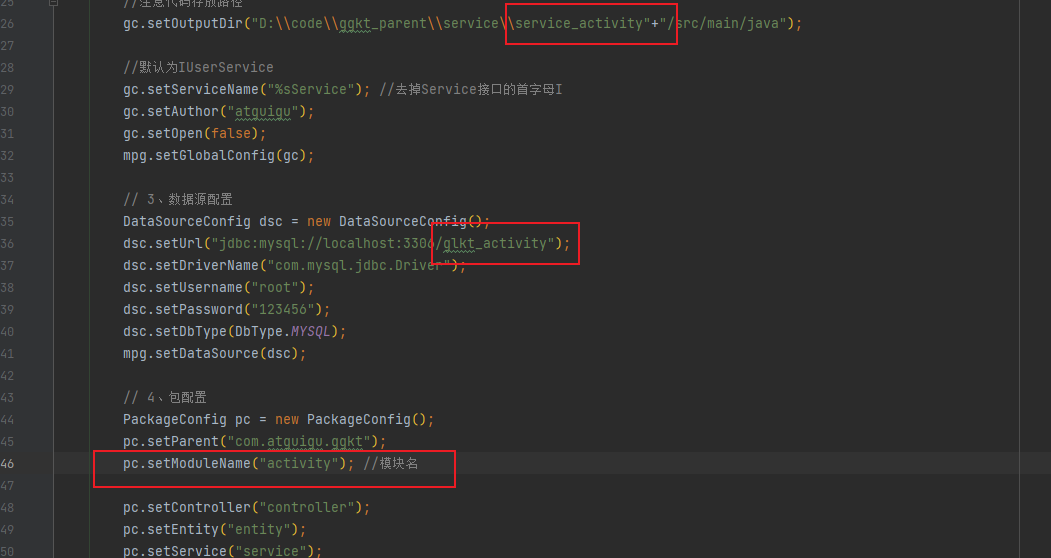 25 //注意代码存放路径
26 gc.setOutputDir("D:\\code\\ggkt_parent\\service\\service_activity"+"/src/main/java");
27
28 //默认为IUserService
29 gc.setServiceName("%sService"); //去掉Service接口的首字母I
30 gc.setAuthor("atguigu");
31 gc.setOpen(false);
32 mpg.setGlobalConfig(gc);
33
34 // 3、数据源配置
35 DataSourceConfig dsc = new DataSourceConfig();
36 dsc.setUrl("jdbc:mysql://localhost:3306/glkt_activity");
37 dsc.setDriverName("com.mysql.jdbc.Driver");
38 dsc.setUsername("root");
39 dsc.setPassword("123456");
40 dsc.setDbType(DbType.MYSQL);
41 mpg.setDataSource(dsc);
42
43 // 4、包配置
44 PackageConfig pc = new PackageConfig();
45 pc.setParent("com.atguigu.ggkt");
46 pc.setModuleName("activity"); //模块名
47
48 pc.setController("controller");
49 pc.setEntity("entity");
50 pc.setService("service");